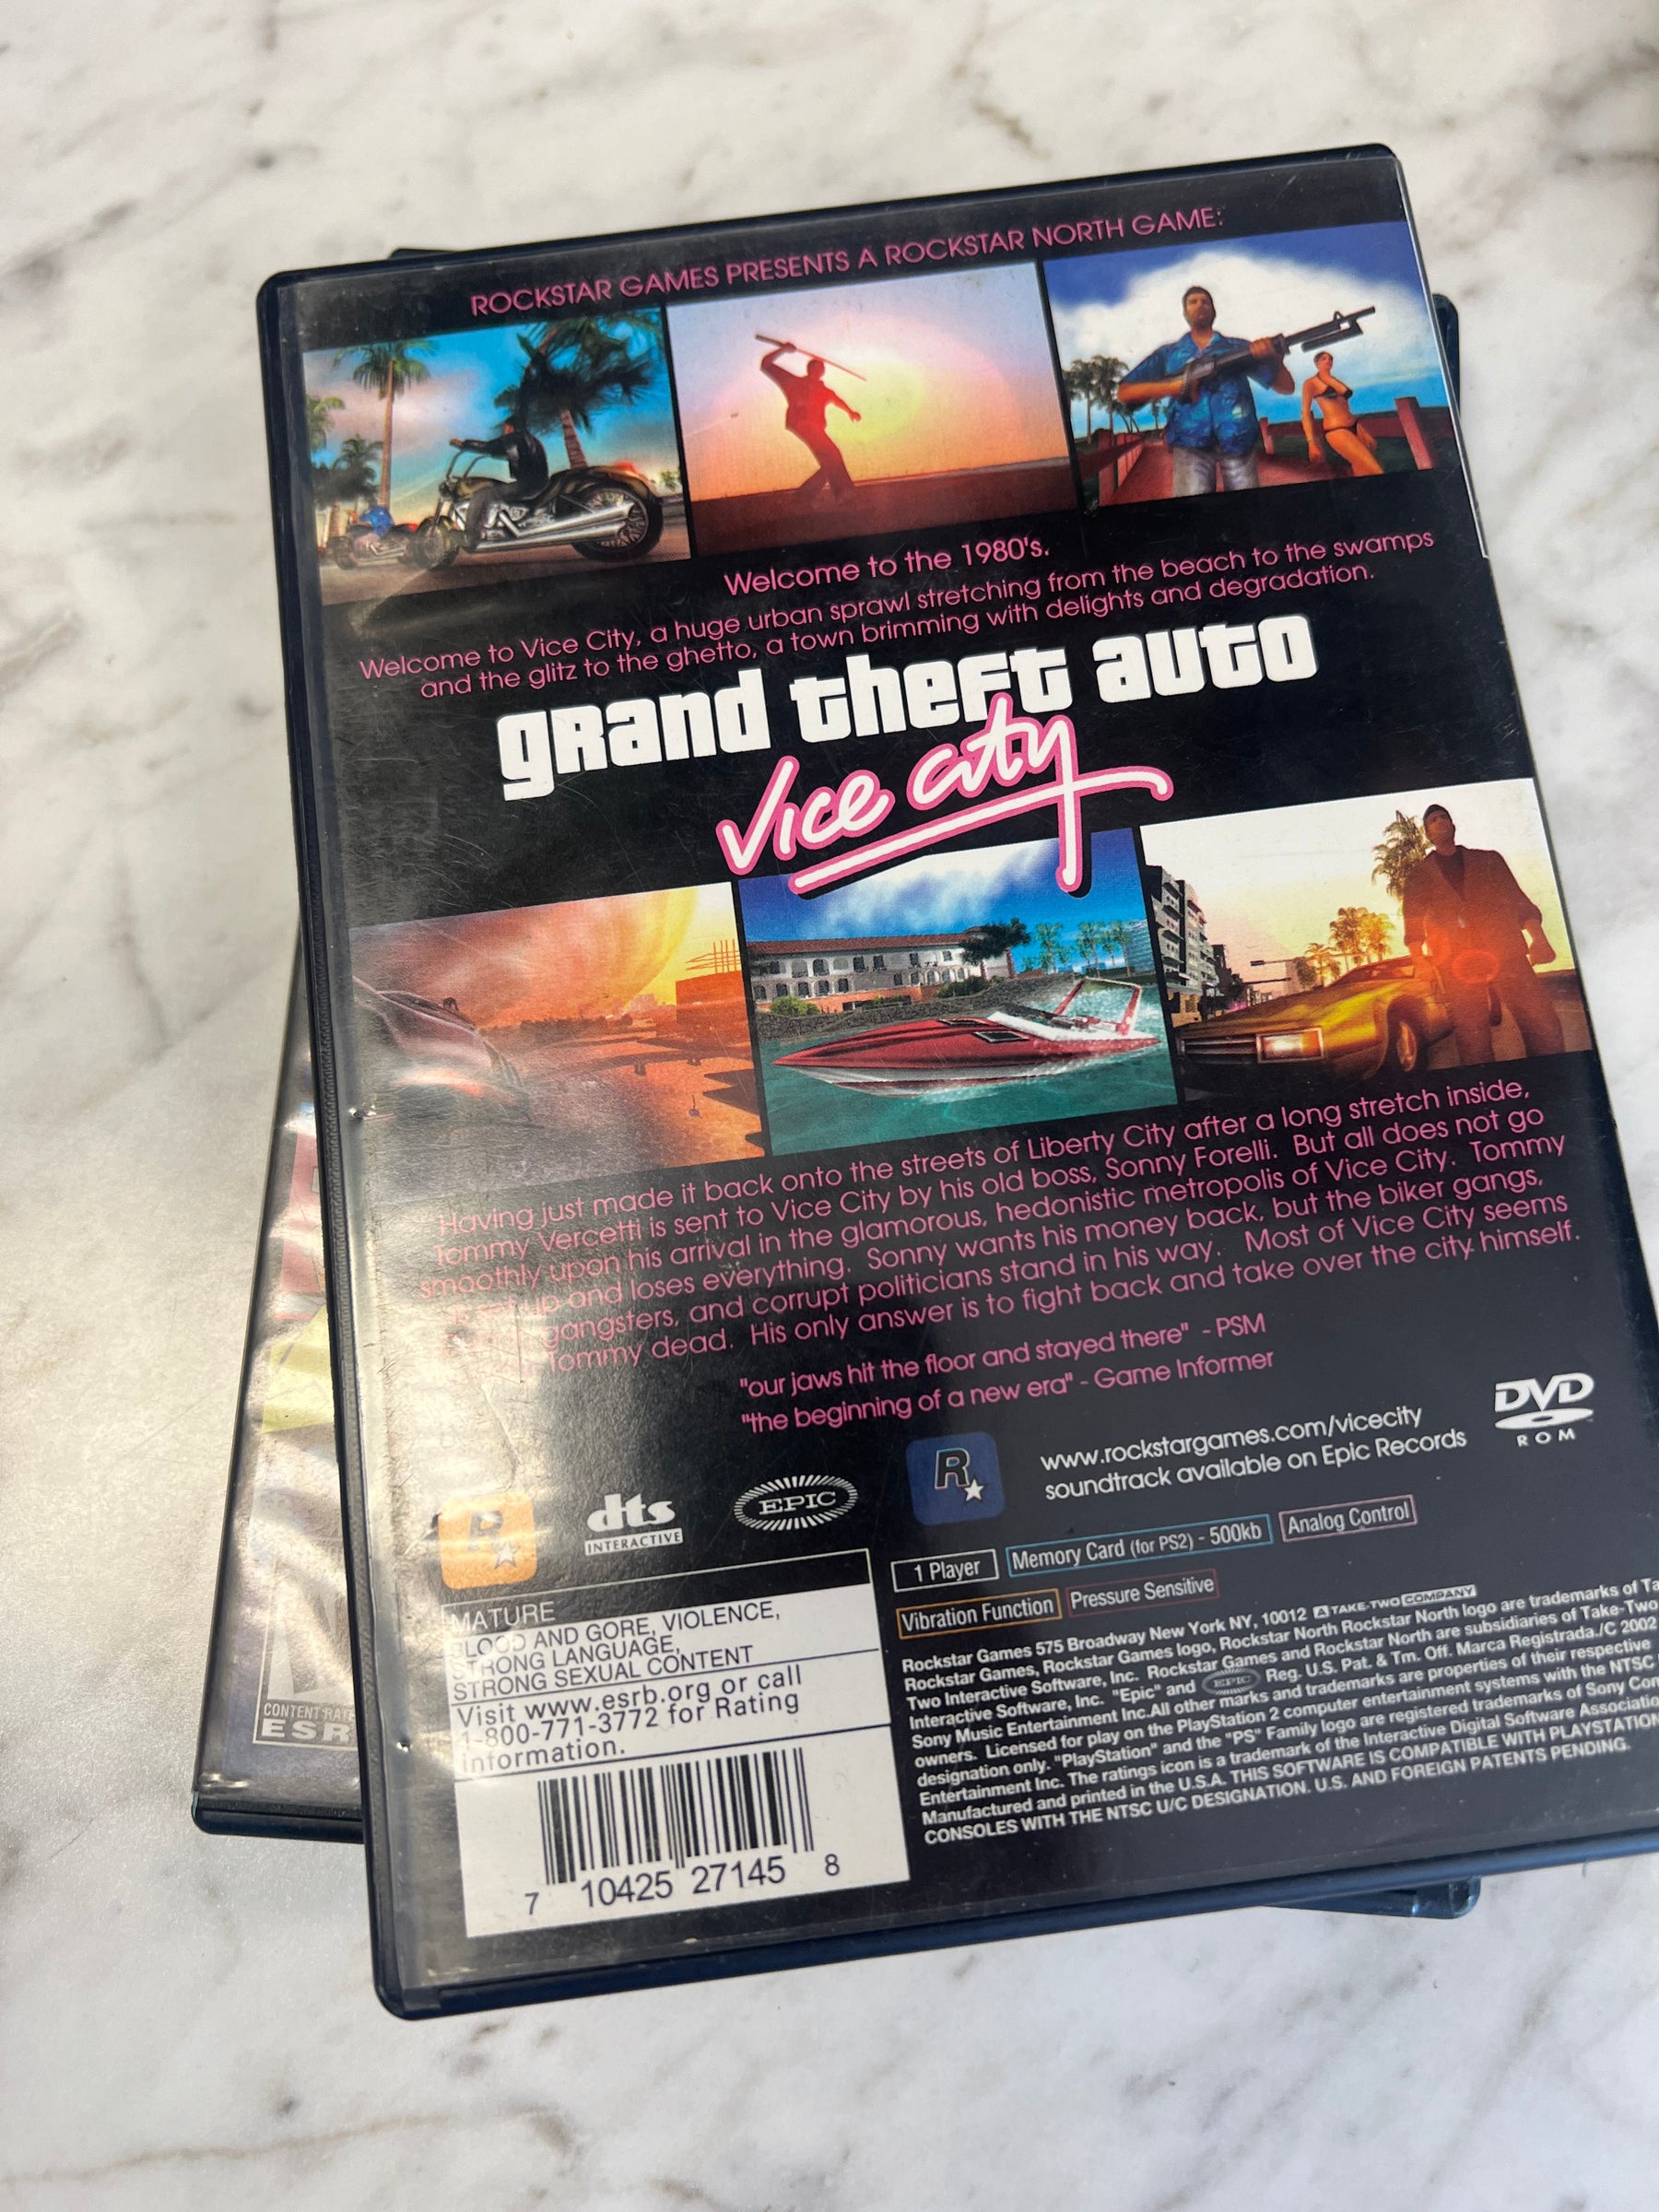 ROCKSTAR GAMES PRESENTS A ROCKSTAR NORTH GAME:
Welcome to the 1980's.
Welcome to Vice City, a huge urban sprawl stretching from the beach to the swamps
and the glitz to the ghetto, a town brimming with delights and degradation.
grand theft auto
Vice City
Having just made it back onto the streets of Liberty City after a long stretch inside,
Tommy Vercetti is sent to Vice City by his old boss, Sonny Forelli. But all does not go
smoothly upon his arrival in the glamorous, hedonistic metropolis of Vice City. Tommy
is set up and loses everything. Sonny wants his money back, but the biker gangs,
gangsters, and corrupt politicians stand in his way. Most of Vice City seems
Tommy dead. His only answer is to fight back and take over the city himself.
"our jaws hit the floor and stayed there" - PSM
"the beginning of a new era" - Game Informer
www.rockstargames.com/vicecity
soundtrack available on Epic Records
DVD
ROM
R
dts
INTERACTIVE
EPIC
R
1 Player
Memory Card (for PS2) - 500kb
Analog Control
Vibration Function
Pressure Sensitive
MATURE
BLOOD AND GORE, VIOLENCE,
STRONG LANGUAGE,
STRONG SEXUAL CONTENT
Visit www.esrb.org or call
1-800-771-3772 for Rating
information.
7 10425 27145 8
Rockstar Games 575 Broadway New York NY, 10012 TAKE-TWO COMPANY
Rockstar Games, Rockstar Games logo, Rockstar North Rockstar North logo are trademarks of Ta
Two Interactive Software, Inc. Rockstar Games and Rockstar North are subsidiaries of Take-Two
Interactive Software, Inc. "Epic" and EPIC Reg. U.S. Pat. & Tm. Off. Marca Registrada./C 2002
Sony Music Entertainment Inc.All other marks and trademarks are properties of their respective
owners. Licensed for play on the PlayStation 2 computer entertainment systems with the NTSC
designation only. "PlayStation" and the "PS" Family logo are registered trademarks of Sony Com
Entertainment Inc. The ratings icon is a trademark of the Interactive Digital Software Associatio
Manufactured and printed in the U.S.A. THIS SOFTWARE IS COMPATIBLE WITH PLAYSTATION
CONSOLES WITH THE NTSC U/C DESIGNATION. U.S. AND FOREIGN PATENTS PENDING.
CONTENT RAT
ESR